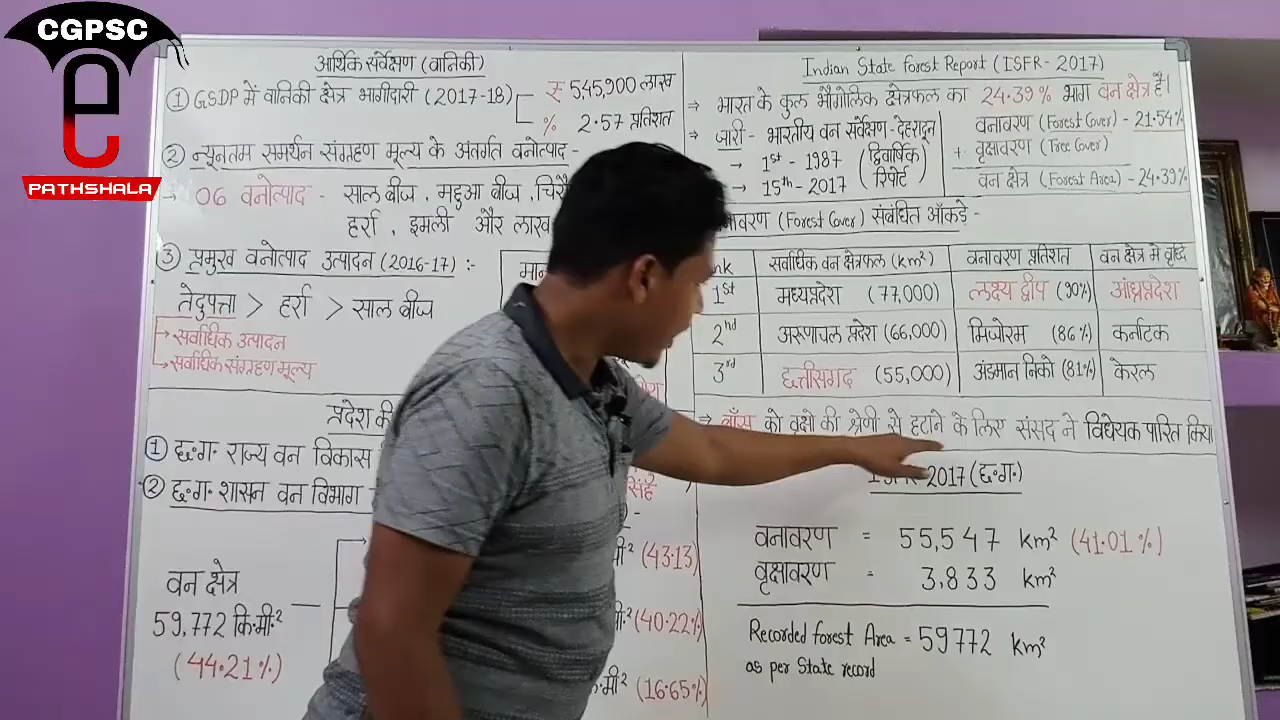 CGPSC
e
PATHSHALA
आर्थिक सर्वेक्षण (वानिकी)
① GSDP में वानिकी क्षेत्र भागीदारी (2017-18)
₹ 545,900 लाख
% 2.57 प्रतिशत
② न्यूनतम समर्थन संग्रहण मूल्य के अंतर्गत वनोत्पाद -
→ 06 वनोत्पाद - साल बीज, महुआ बीज,
हर्रा, इमली और लाख
③ प्रमुख वनोत्पाद उत्पादन (2016-17) :-
तेंदुपत्ता > हर्रा > साल बीज
→ सर्वाधिक उत्पादन
→ सर्वाधिक संग्रहण मूल्य
प्रदेश की
① छ.ग. राज्य वन विकास
② छ.ग. शासन वन विभाग
वन क्षेत्र
59,772 कि.मी.²
(44.21%)
(43.13)
(40.22%)
(16.65%)
Indian State Forest Report (ISFR - 2017)
⇒ भारत के कुल भौगोलिक क्षेत्रफल का 24.39% भाग वन क्षेत्र है।
⇒ जारी - भारतीय वन सर्वेक्षण - देहरादून
→ 1st - 1987
→ 15th - 2017
(द्विवार्षिक रिपोर्ट)
वनावरण (Forest Cover) - 21.54%
+ वृक्षावरण (Tree Cover)
वन क्षेत्र (Forest Area) - 24.39%
(Forest Cover) संबंधित आँकड़े -
सर्वाधिक वन क्षेत्रफल (Km²) वनावरण प्रतिशत वन क्षेत्र मे वृद्धि
1st मध्यप्रदेश (77,000) लक्ष्य द्वीप (90%) आंध्रप्रदेश
2nd अरुणाचल प्रदेश (66,000) मिजोरम (86%) कर्नाटक
3rd छत्तीसगढ (55,000) अंडमान निको (81%) केरल
⇒ बाँस को वृक्षो की श्रेणी से हटाने के लिए संसद ने विधेयक पारित किया
ISFR-2017 (छ.ग.)
वनावरण = 55,547 Km² (41.01%)
वृक्षावरण = 3,833 Km²
Recorded forest Area = 59772 Km²
as per State record